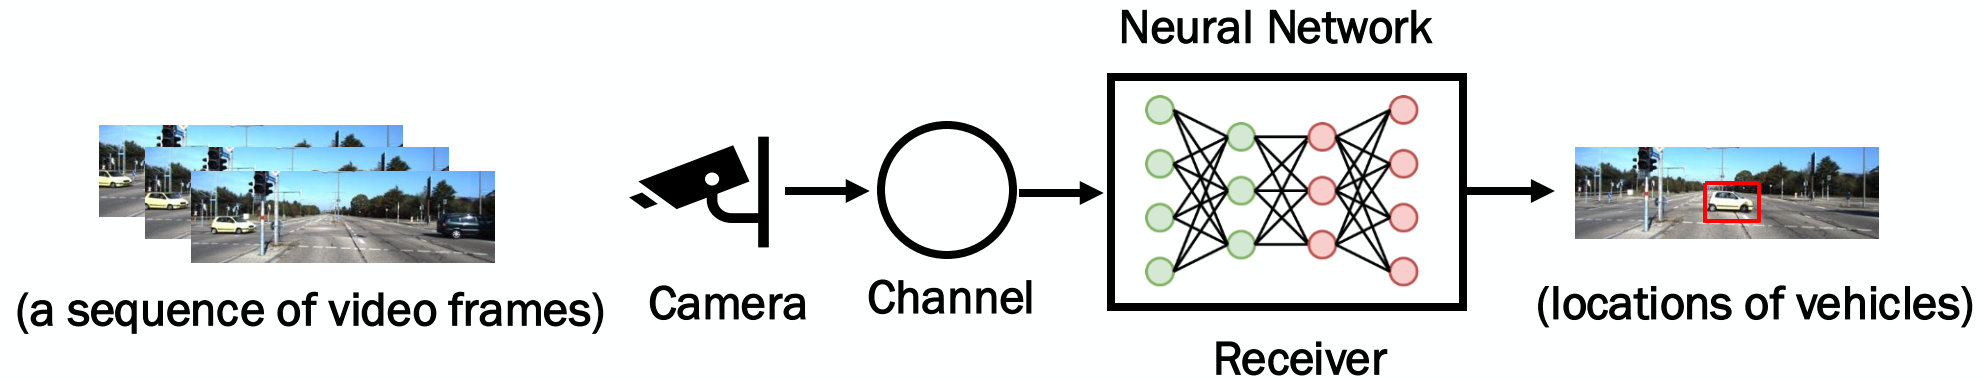 Neural Network
(a sequence of video frames)
Camera
Channel
Receiver
(locations of vehicles)